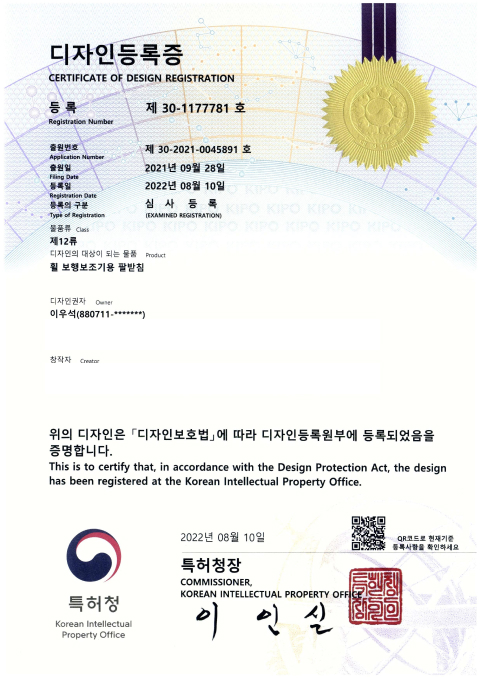 디자인등록증
CERTIFICATE OF DESIGN REGISTRATION
등 록 제 30-1177781 호
Registration Number
출원번호 제 30-2021-0045891 호
Application Number
출원일 2021년 09월 28일
Filing Date
등록일 2022년 08월 10일
Registration Date
등록의 구분 심 사 등 록
Type of Registration (EXAMINED REGISTRATION)
물품류 Class
제12류
디자인의 대상이 되는 물품 Product
휠 보행보조기용 팔받침
디자인권자 Owner
이우석(880711-*******)
창작자 Creator
위의 디자인은 「디자인보호법」에 따라 디자인등록원부에 등록되었음을
증명합니다.
This is to certify that, in accordance with the Design Protection Act, the design
has been registered at the Korean Intellectual Property Office.
2022년 08월 10일
QR코드로 현재기준
등록사항을 확인하세요
특허청장
COMMISSIONER,
KOREAN INTELLECTUAL PROPERTY OFFICE
이 인 실
특허청
Korean Intellectual
Property Office